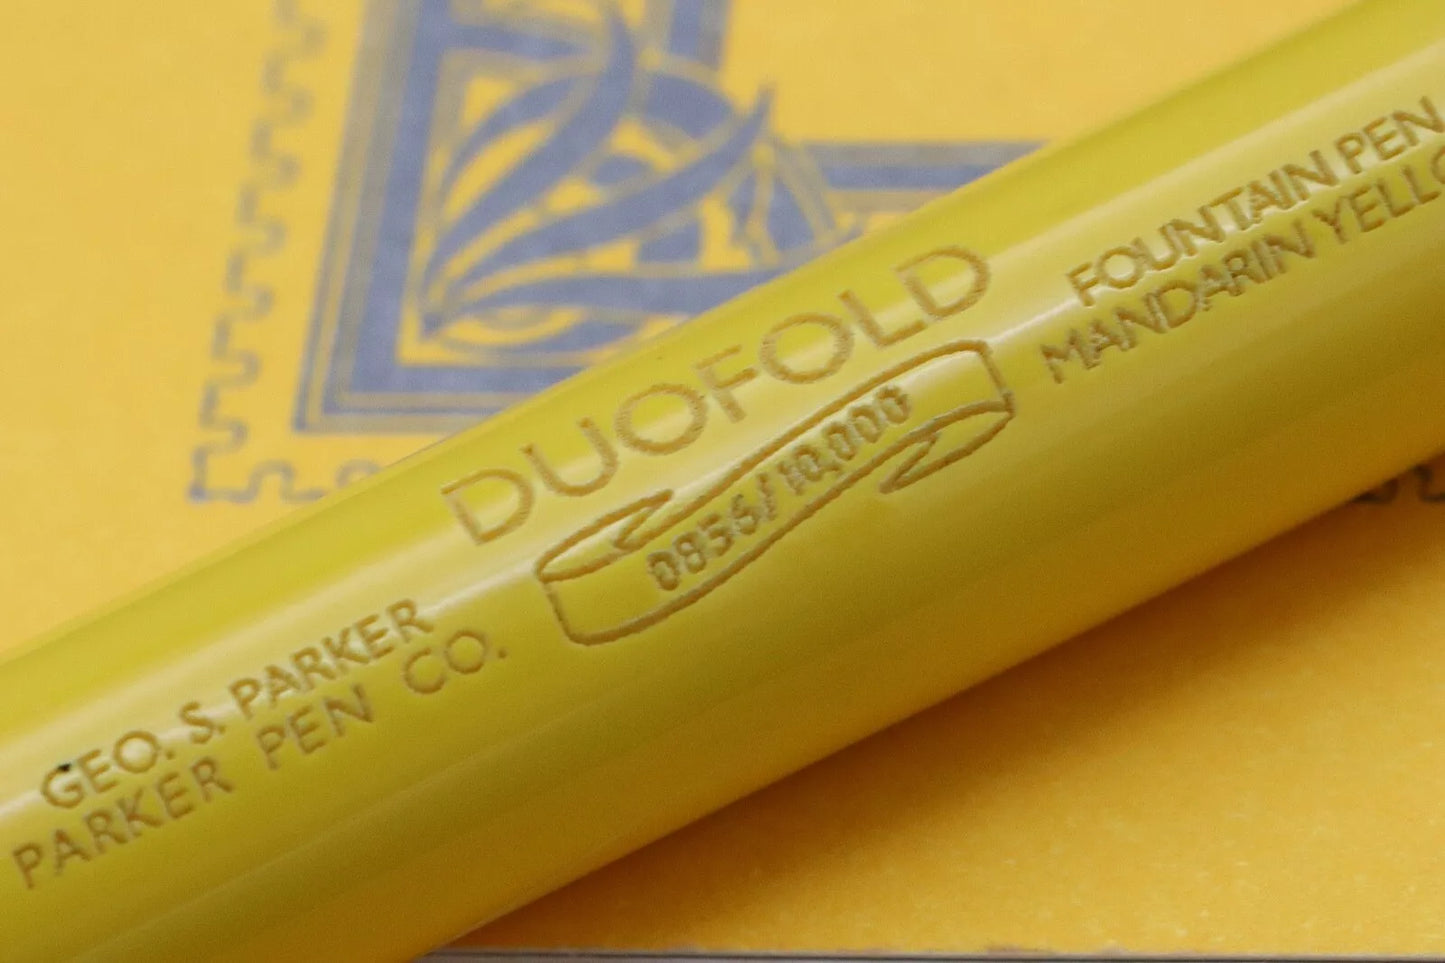 GEO. S. PARKER
PARKER PEN CO.
DUOFOLD
0856/10,000
FOUNTAIN PEN
MANDARIN YELLO